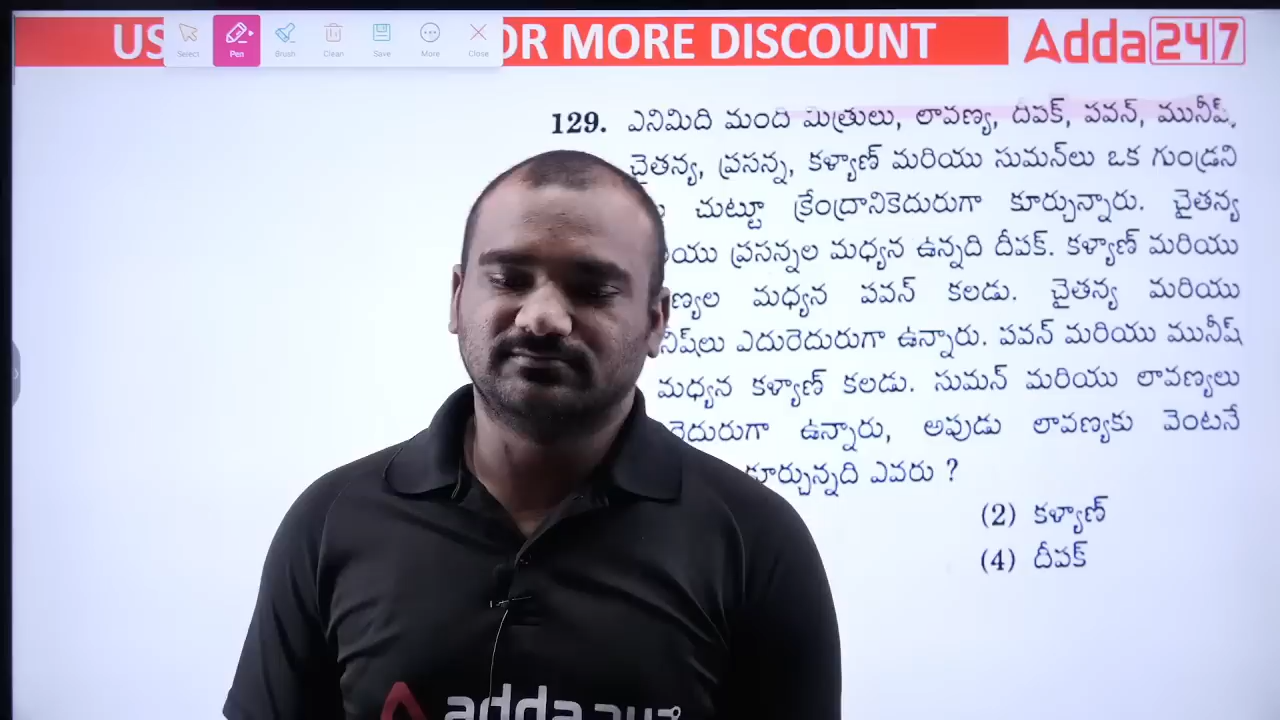 US
OR MORE DISCOUNT
Adda247
Select
Pen
Brush
Clean
Save
More
Close
129. ఎనిమిది మంది మిత్రులు, లావణ్య, దీపక్, పవన్, మునీష్,
చైతన్య, ప్రసన్న, కళ్యాణ్ మరియు సుమన్‌లు ఒక గుండ్రని
చుట్టూ కేంద్రానికెదురుగా కూర్చున్నారు. చైతన్య
యు ప్రసన్నల మధ్యన ఉన్నది దీపక్. కళ్యాణ్ మరియు
ణ్యల మధ్యన పవన్ కలడు. చైతన్య మరియు
నిష్‌లు ఎదురెదురుగా ఉన్నారు. పవన్ మరియు మునీష్
మధ్యన కళ్యాణ్ కలడు. సుమన్ మరియు లావణ్యలు
రెదురుగా ఉన్నారు, అపుడు లావణ్యకు వెంటనే
కూర్చున్నది ఎవరు ?
(2) కళ్యాణ్
(4) దీపక్
adda247